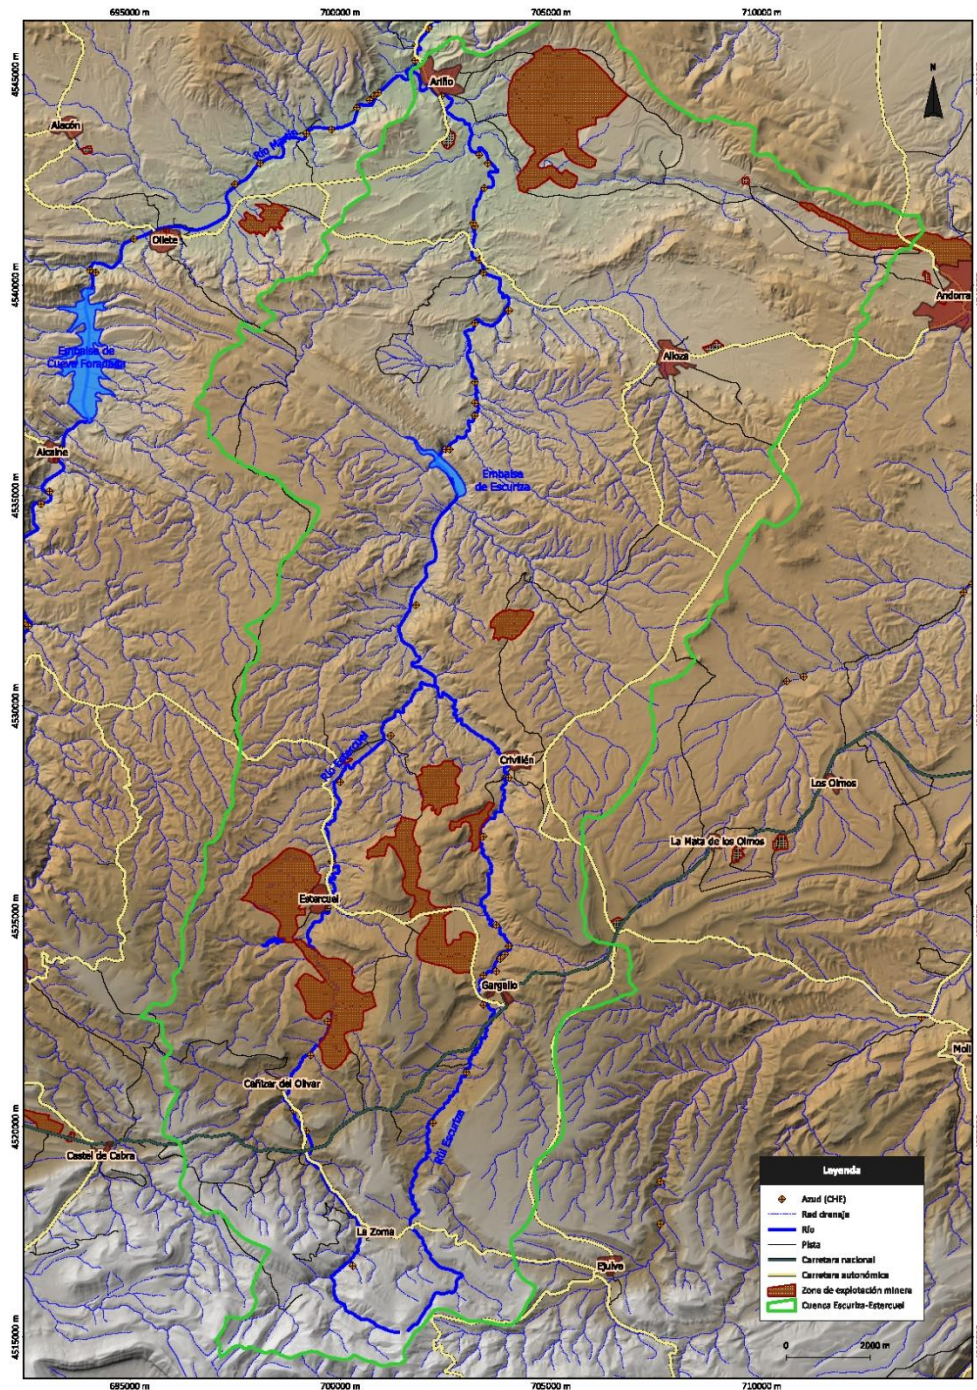 695000 m
700000 m
705000 m
710000 m
4545000 m
4540000 m
4535000 m
4530000 m
4525000 m
4520000 m
4515000 m
N
Ariño
Alacón
Río Martín
Oliete
Andorra
Embalse de
Cueva Foradada
Alloza
Alcaine
Embalse
de Escuriza
Río Estercuel
Crivillén
Los Olmos
La Mata de los Olmos
Estercuel
Gargallo
Moli
Cañizar del Olivar
Río Escuriza
Castel de Cabra
La Zoma
Ejulve
Leyenda
Azud (CHE)
Red drenaje
Río
Pista
Carretera nacional
Carretera autonómica
Zona de explotación minera
Cuenca Escuriza-Estercuel
0 2000 m
695000 m
700000 m
705000 m
710000 m